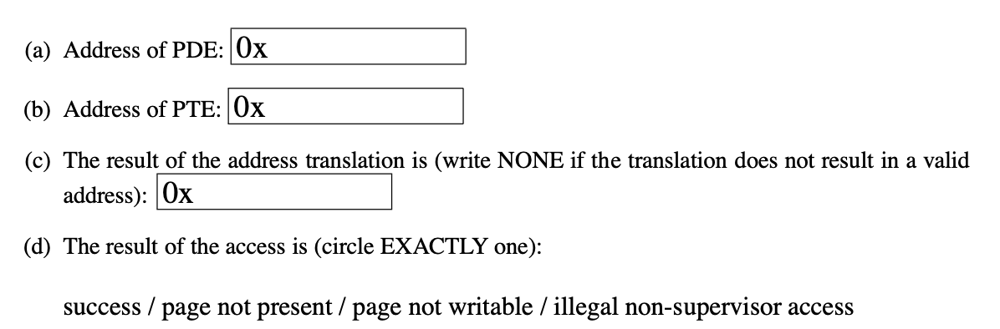 (a) Address of PDE: 0x
(b) Address of PTE: 0x
(c) The result of the address translation is (write NONE if the translation does not result in a valid
address): 0x
(d) The result of the access is (circle EXACTLY one):
success / page not present / page not writable / illegal non-supervisor access